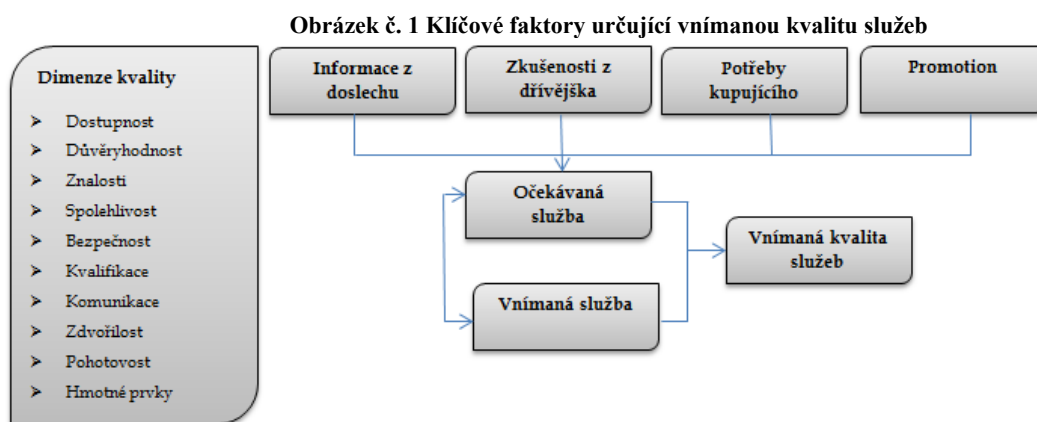 Obrázek č. 1 Klíčové faktory určující vnímanou kvalitu služeb
Dimenze kvality
Dostupnost
Důvěryhodnost
Znalosti
Spolehlivost
Bezpečnost
Kvalifikace
Komunikace
Zdvořilost
Pohotovost
Hmotné prvky
Informace z
doslechu
Zkušenosti z
dřívějška
Potřeby
kupujícího
Promotion
Očekávaná
služba
Vnímaná služba
Vnímaná kvalita
služeb